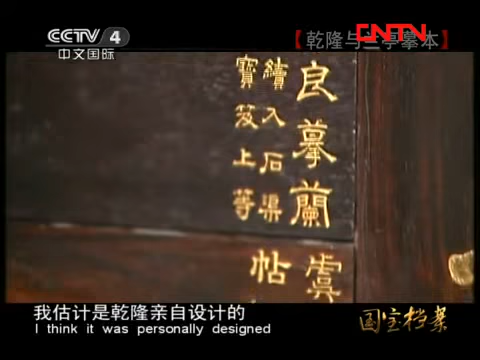 CCTV 4
中文国际
CNTV
【乾隆与兰亭摹本】
良摹蘭
續入石渠
寶笈上等
虞
帖
我估计是乾隆亲自设计的
I think it was personally designed
国宝档案